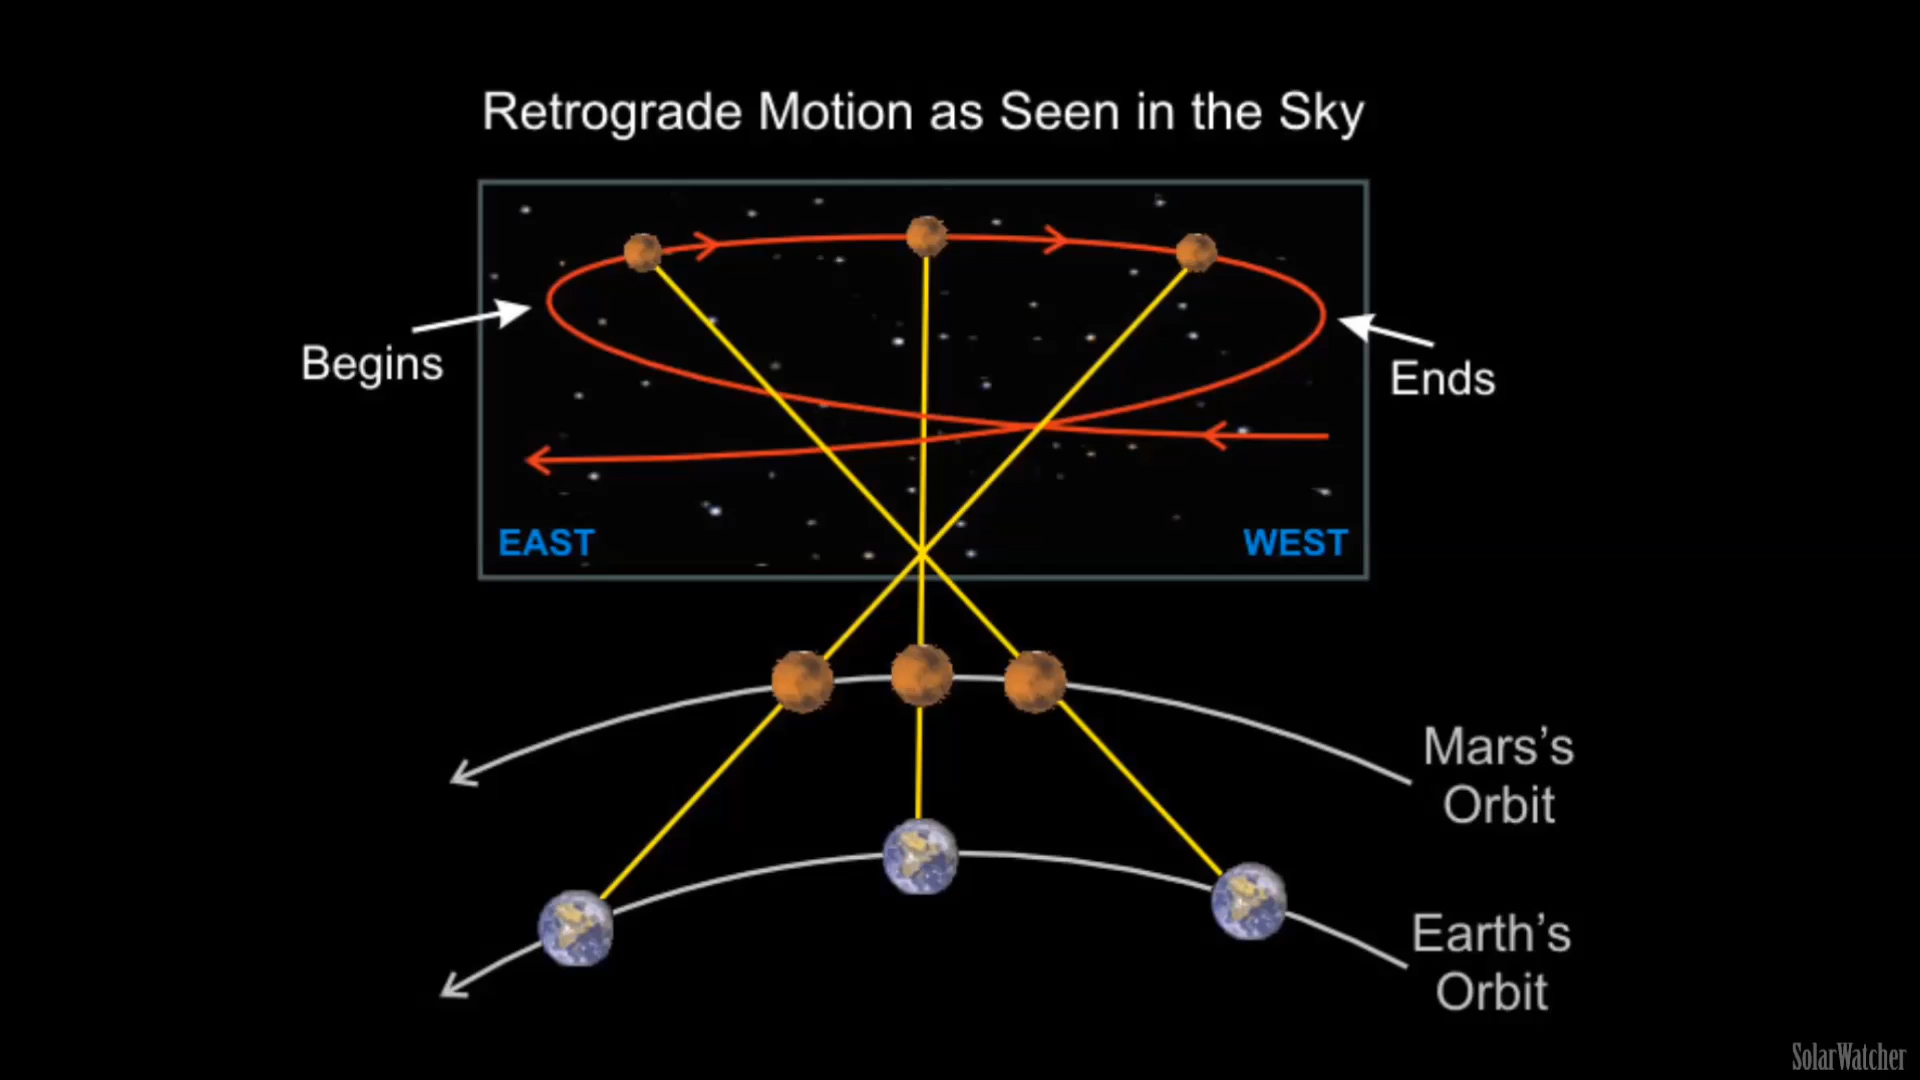 Retrograde Motion as Seen in the Sky
Begins
Ends
EAST
WEST
Mars’s
Orbit
Earth’s
Orbit
SolarWatcher